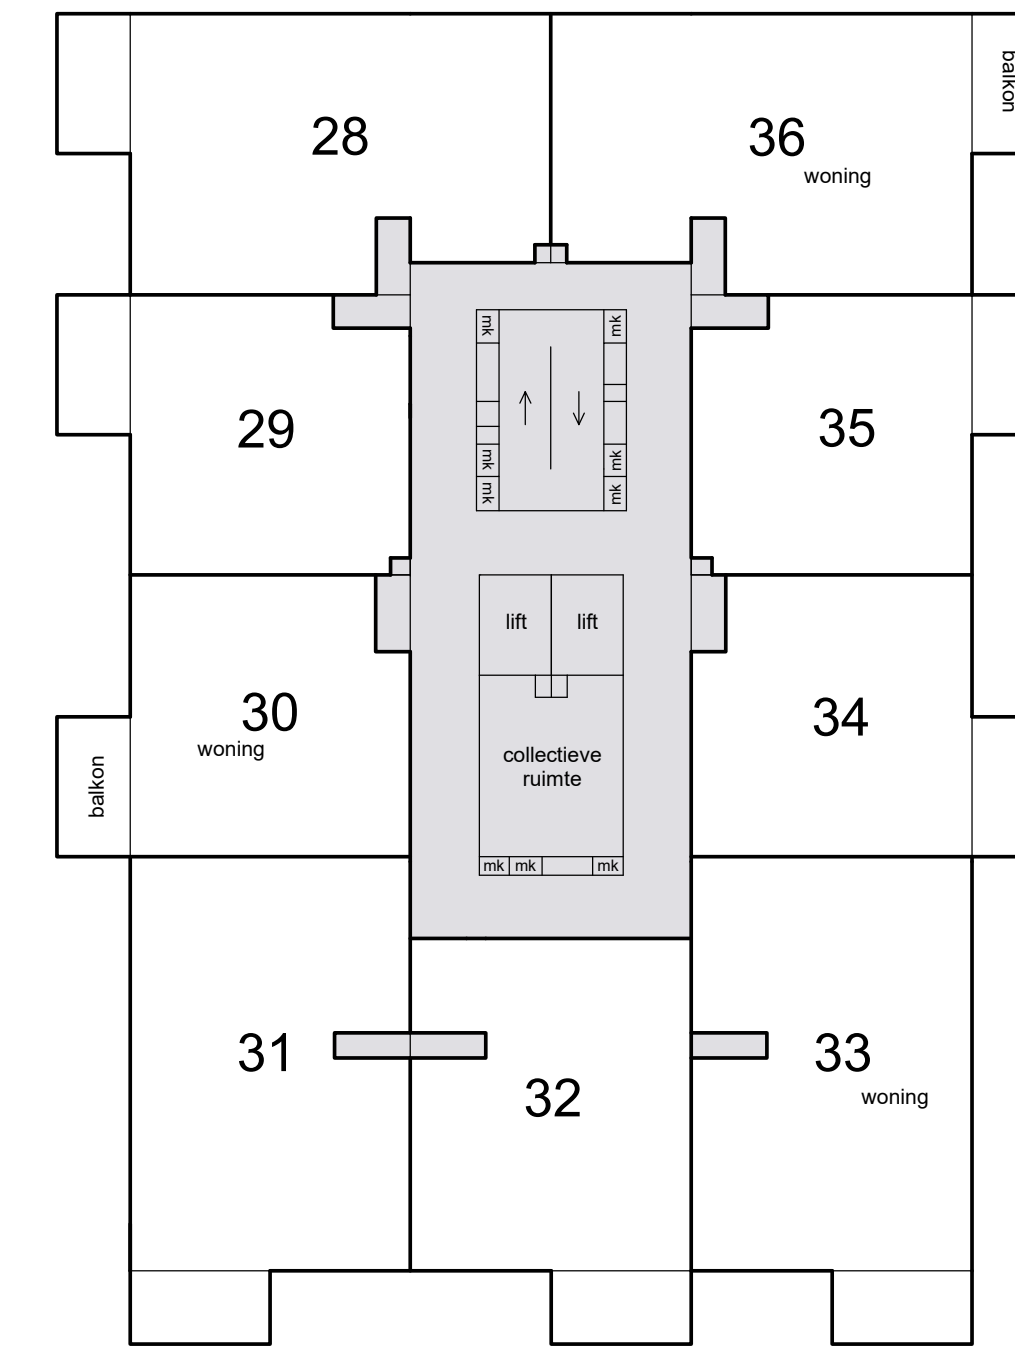 balkon
28
36
woning
mk
mk
29
35
mk
mk
mk
mk
lift
lift
30
woning
34
collectieve
ruimte
balkon
mk
mk
mk
31
33
32
woning